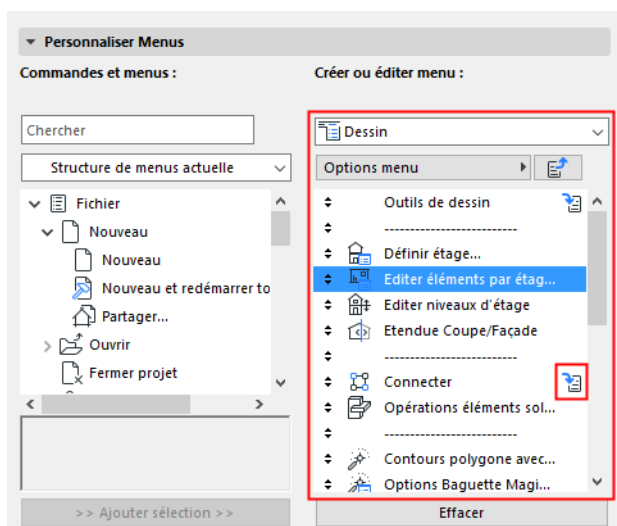 Personnaliser Menus
Commandes et menus :
Créer ou éditer menu :
Chercher
Structure de menus actuelle
Fichier
Nouveau
Nouveau
Nouveau et redémarrer to
Partager...
Ouvrir
Fermer projet
>> Ajouter sélection >>
Dessin
Options menu
Outils de dessin
--------------------------
Définir étage...
Editer éléments par étag...
Editer niveaux d'étage
Etendue Coupe/Façade
--------------------------
Connecter
Opérations éléments sol...
--------------------------
Contours polygone avec...
Options Baguette Magi...
Effacer